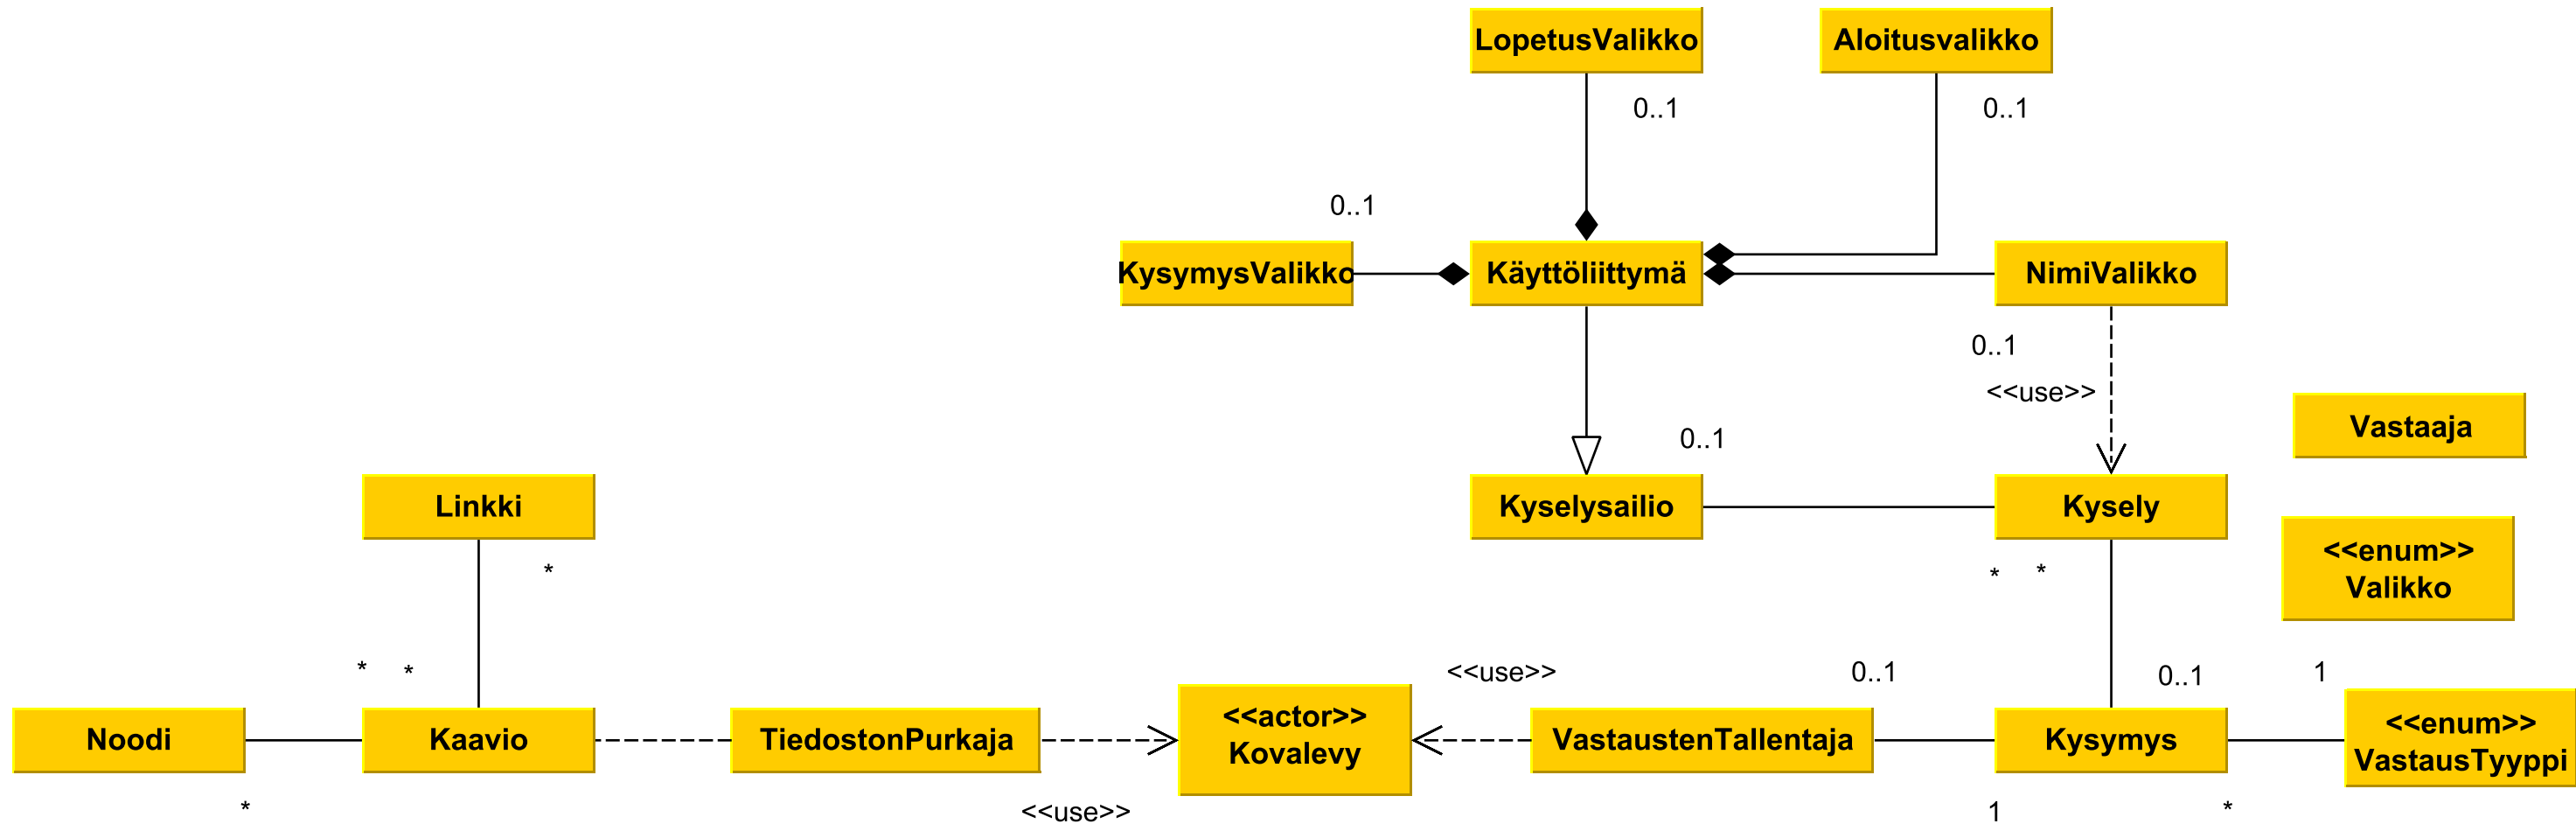 LopetusValikko
Aloitusvalikko
0..1
0..1
0..1
KysymysValikko
Käyttöliittymä
NimiValikko
0..1
<<use>>
Vastaaja
0..1
Linkki
Kyselysailio
Kysely
<<enum>>
Valikko
*
*
*
*
*
<<use>>
0..1
0..1
1
Noodi
Kaavio
TiedostonPurkaja
<<actor>>
Kovalevy
VastaustenTallentaja
Kysymys
<<enum>>
VastausTyyppi
*
<<use>>
1
*